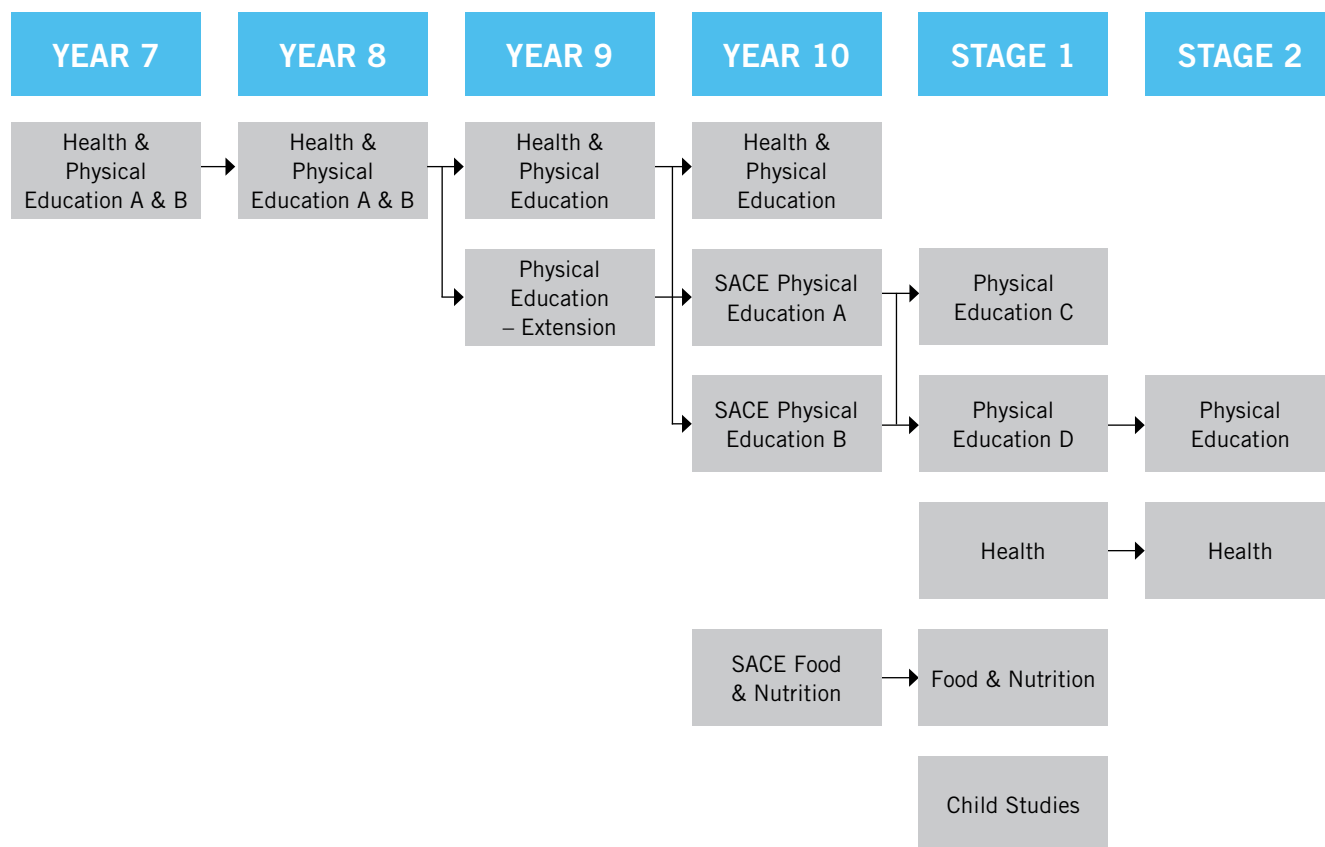 YEAR 7
YEAR 8
YEAR 9
YEAR 10
STAGE 1
STAGE 2
Health &
Physical
Education A & B
Health &
Physical
Education A & B
Health &
Physical
Education
Health &
Physical
Education
Physical
Education
– Extension
SACE Physical
Education A
Physical
Education C
SACE Physical
Education B
Physical
Education D
Physical
Education
Health
Health
SACE Food
& Nutrition
Food & Nutrition
Child Studies